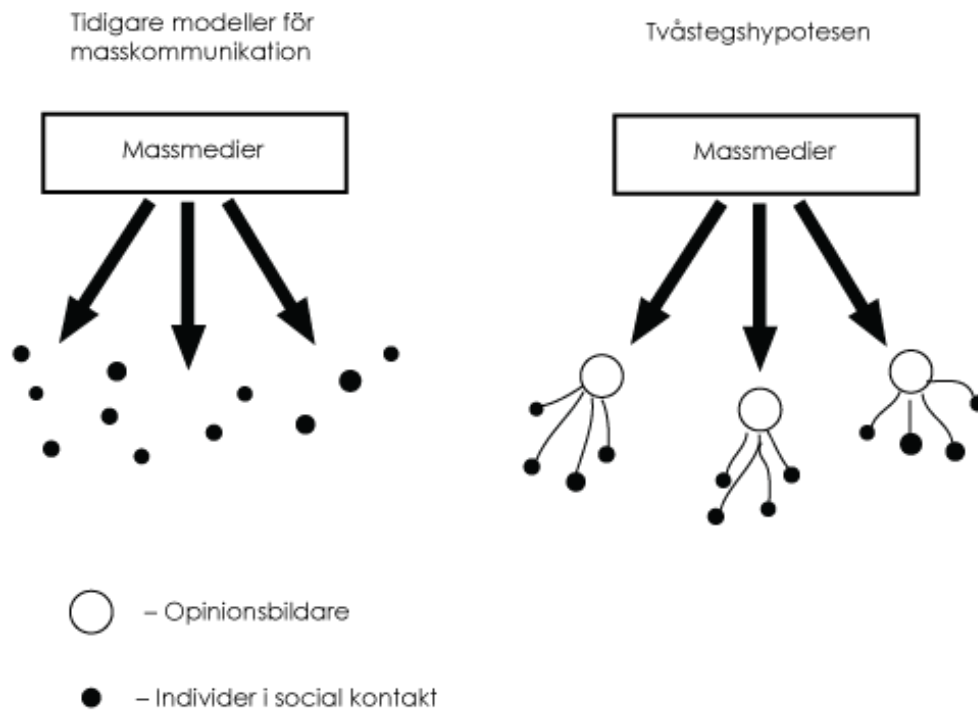 Tidigare modeller för
masskommunikation
Tvåstegshypotesen
Massmedier
Massmedier
– Opinionsbildare
– Individer i social kontakt